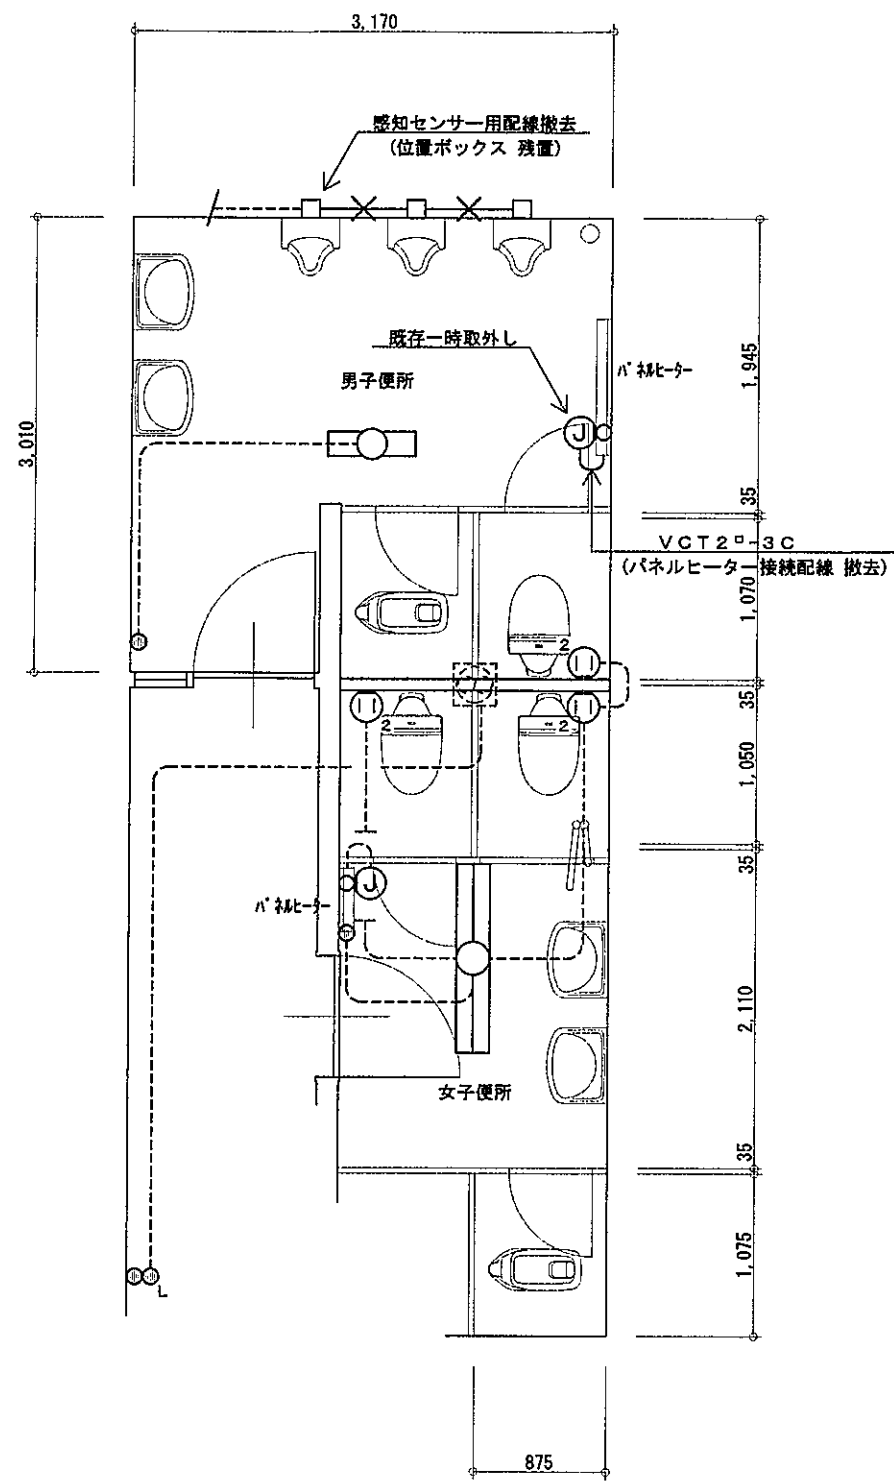 3,170
感知センサー用配線撤去
(位置ボックス 残置)
既存一時取外し
男子便所
パネルヒーター
J
1,945
3,010
35
VCT2□-3C
(パネルヒーター接続配線 撤去)
1,070
2
35
2
2
1,050
35
J
パネルヒーター
2,110
女子便所
35
1,075
L
875